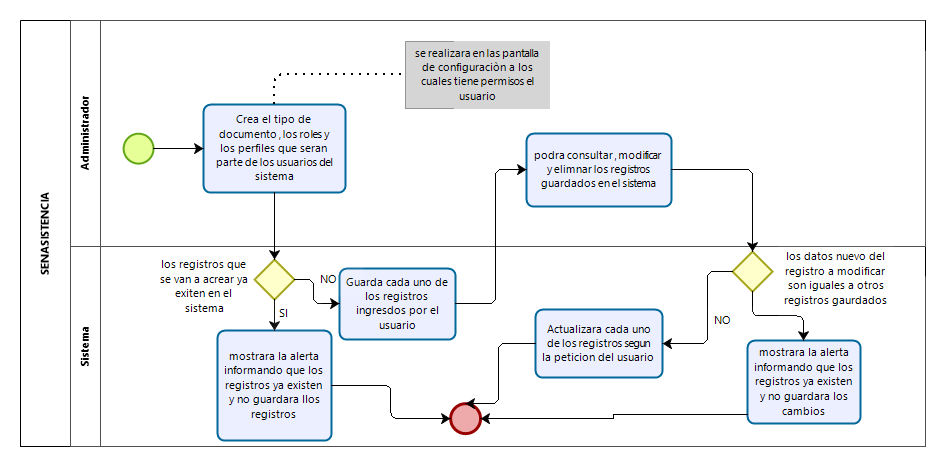 SENASISTENCIA
Administrador
se realizara en las pantalla
de configuración a los
cuales tiene permisos el
usuario
Crea el tipo de
documento, los roles y
los perfiles que seran
parte de los usuarios del
sistema
podra consultar, modificar
y elimnar los registros
guardados en el sistema
Sistema
los registros que
se van a acrear ya
exiten en el
sistema
NO
SI
Guarda cada uno de
los registros
ingresdos por el
usuario
mostrara la alerta
informando que los
registros ya existen
y no guardara llos
registros
los datos nuevo del
registro a modificar
son iguales a otros
registros gaurdados
NO
Actualizara cada uno
de los registros segun
la peticion del usuario
mostrara la alerta
informando que los
registros ya existen
y no guardara los
cambios